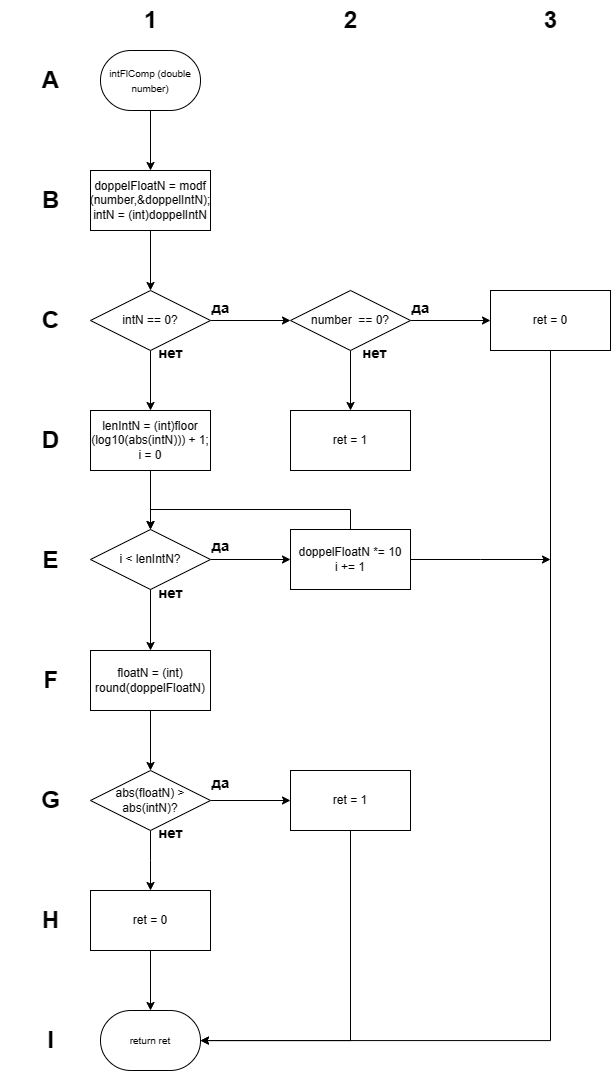 1 2 3
A
intFlComp (double
number)
B
doppelFloatN = modf
(number,&doppelIntN);
intN = (int)doppelIntN
C
intN == 0?
да
number == 0?
да
ret = 0
нет
нет
D
lenIntN = (int)floor
(log10(abs(intN))) + 1;
i = 0
ret = 1
E
i < lenIntN?
да
doppelFloatN *= 10
i += 1
нет
F
floatN = (int)
round(doppelFloatN)
G
abs(floatN) >
abs(intN)?
да
ret = 1
нет
H
ret = 0
I
return ret